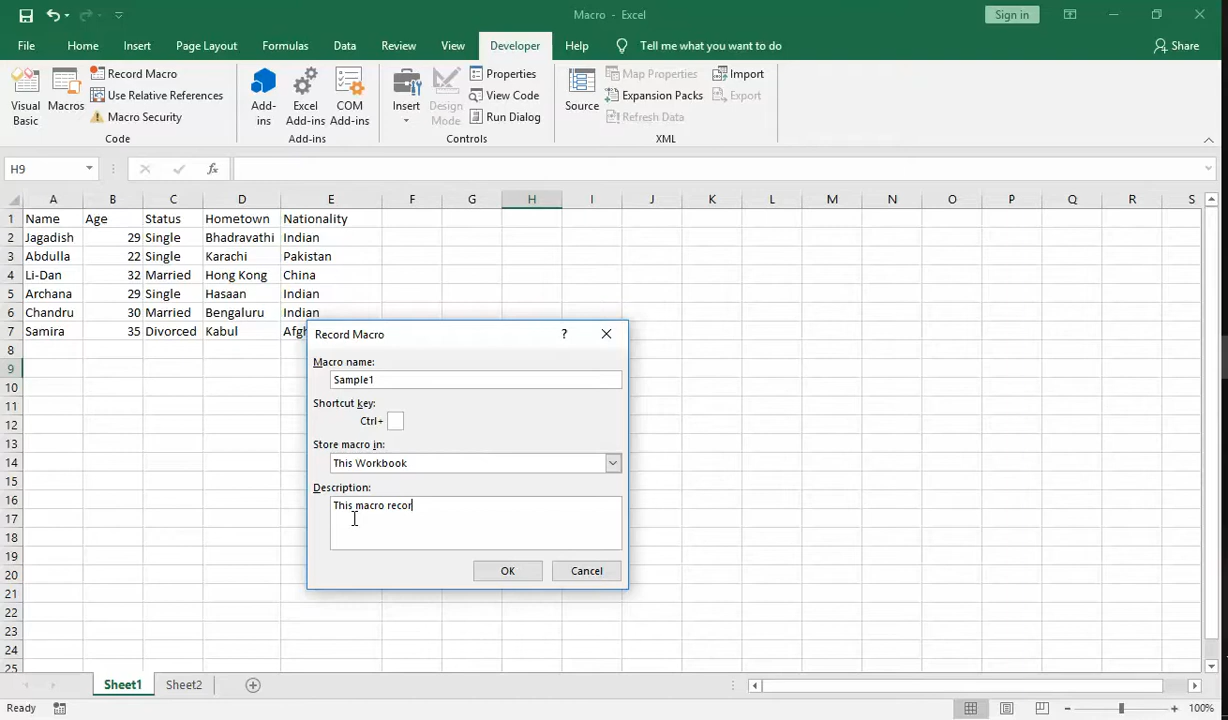 Macro - Excel
Sign in
File Home Insert Page Layout Formulas Data Review View Developer Help Tell me what you want to do Share
Visual Basic
Macros
Record Macro
Use Relative References
Macro Security
Code
Add-ins
Excel Add-ins
COM Add-ins
Add-ins
Insert
Design Mode
Properties
View Code
Run Dialog
Controls
Source
Map Properties
Expansion Packs
Refresh Data
Import
Export
XML
H9 fx
A B C D E F G H I J K L M N O P Q R S
1 Name Age Status Hometown Nationality
2 Jagadish 29 Single Bhadravathi Indian
3 Abdulla 22 Single Karachi Pakistan
4 Li-Dan 32 Married Hong Kong China
5 Archana 29 Single Hasaan Indian
6 Chandru 30 Married Bengaluru Indian
7 Samira 35 Divorced Kabul Afgh
8
9
10
11
12
13
14
15
16
17
18
19
20
21
22
23
24
25
Record Macro ?
Macro name:
Sample1
Shortcut key:
Ctrl+
Store macro in:
This Workbook
Description:
This macro recor
OK Cancel
Sheet1 Sheet2
Ready 100%